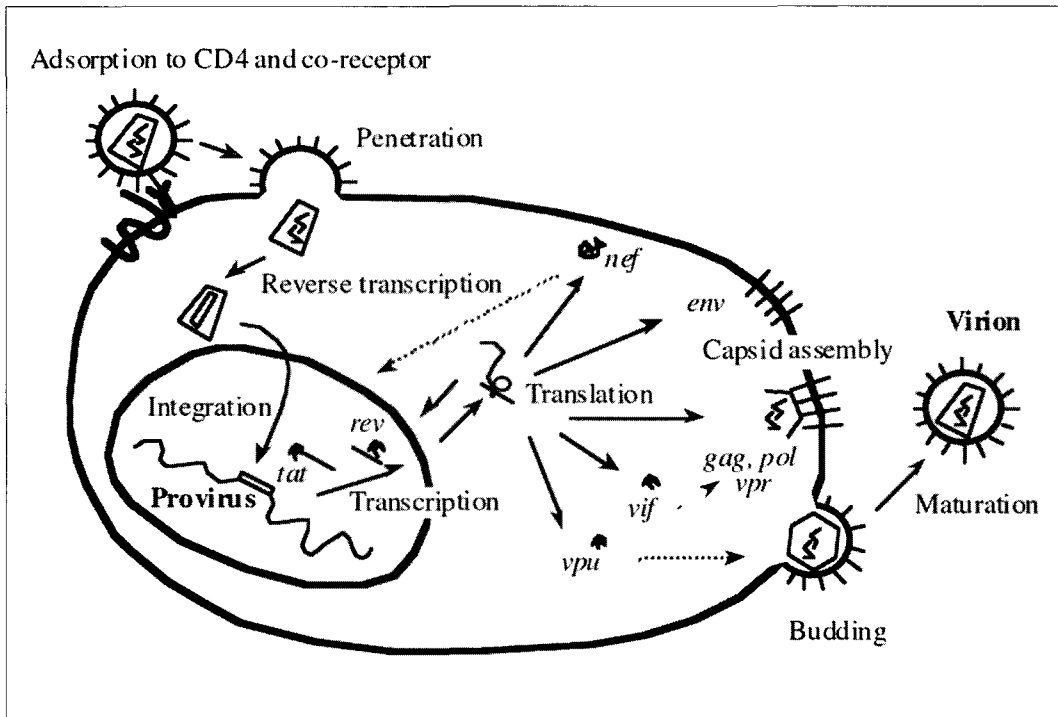 Adsorption to CD4 and co-receptor
Penetration
nef
Reverse transcription
env
Virion
Capsid assembly
Translation
Integration
rev
tat
gag, pol
vpr
Provirus
Transcription
vif
Maturation
vpu
Budding